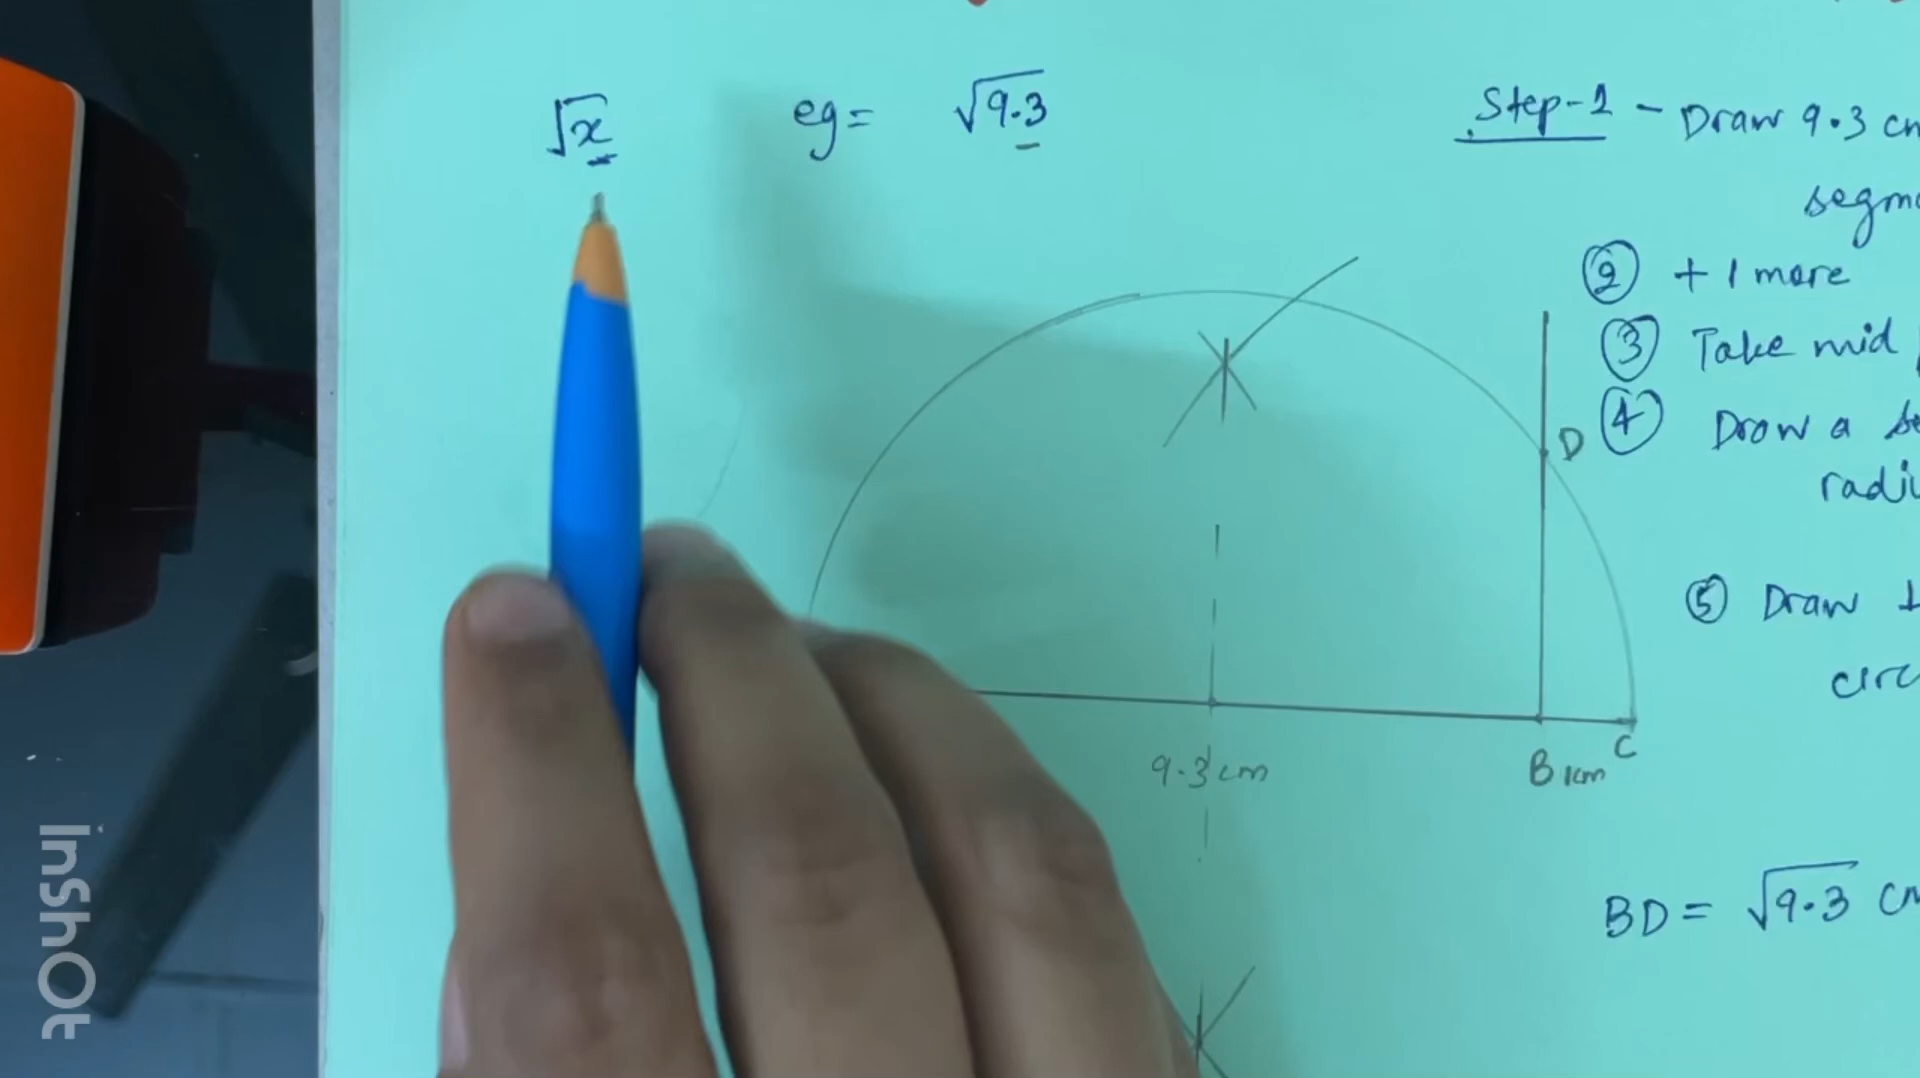 √x eg= √9.3
Step-1 - Draw 9.3 cm
② + 1 more
③ Take mid
④ Draw a
⑤ Draw
D
9.3 cm
B 1cm C
BD = √9.3
InShOt